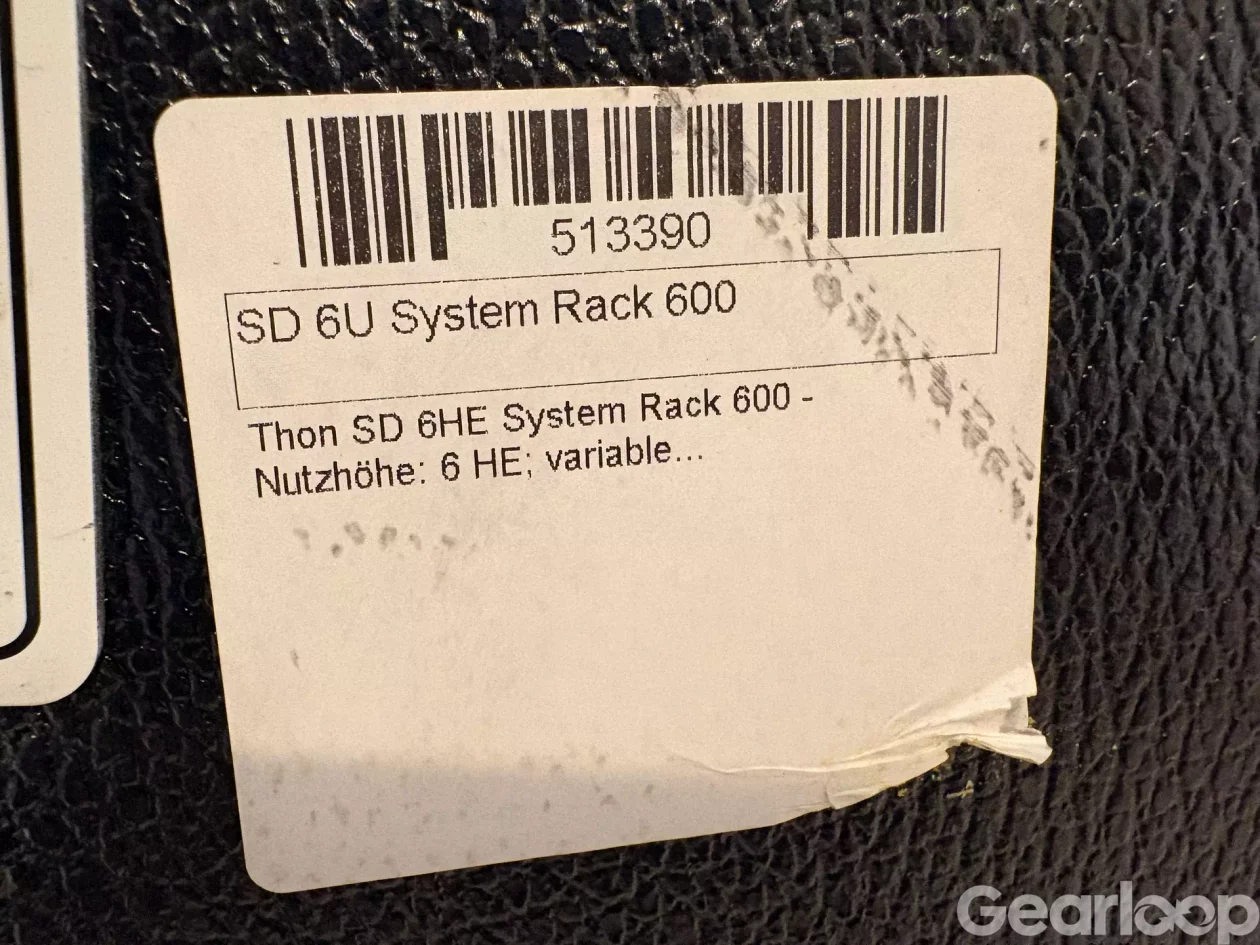 513390
SD 6U System Rack 600
Thon SD 6HE System Rack 600 -
Nutzhöhe: 6 HE; variable...
Gearloop